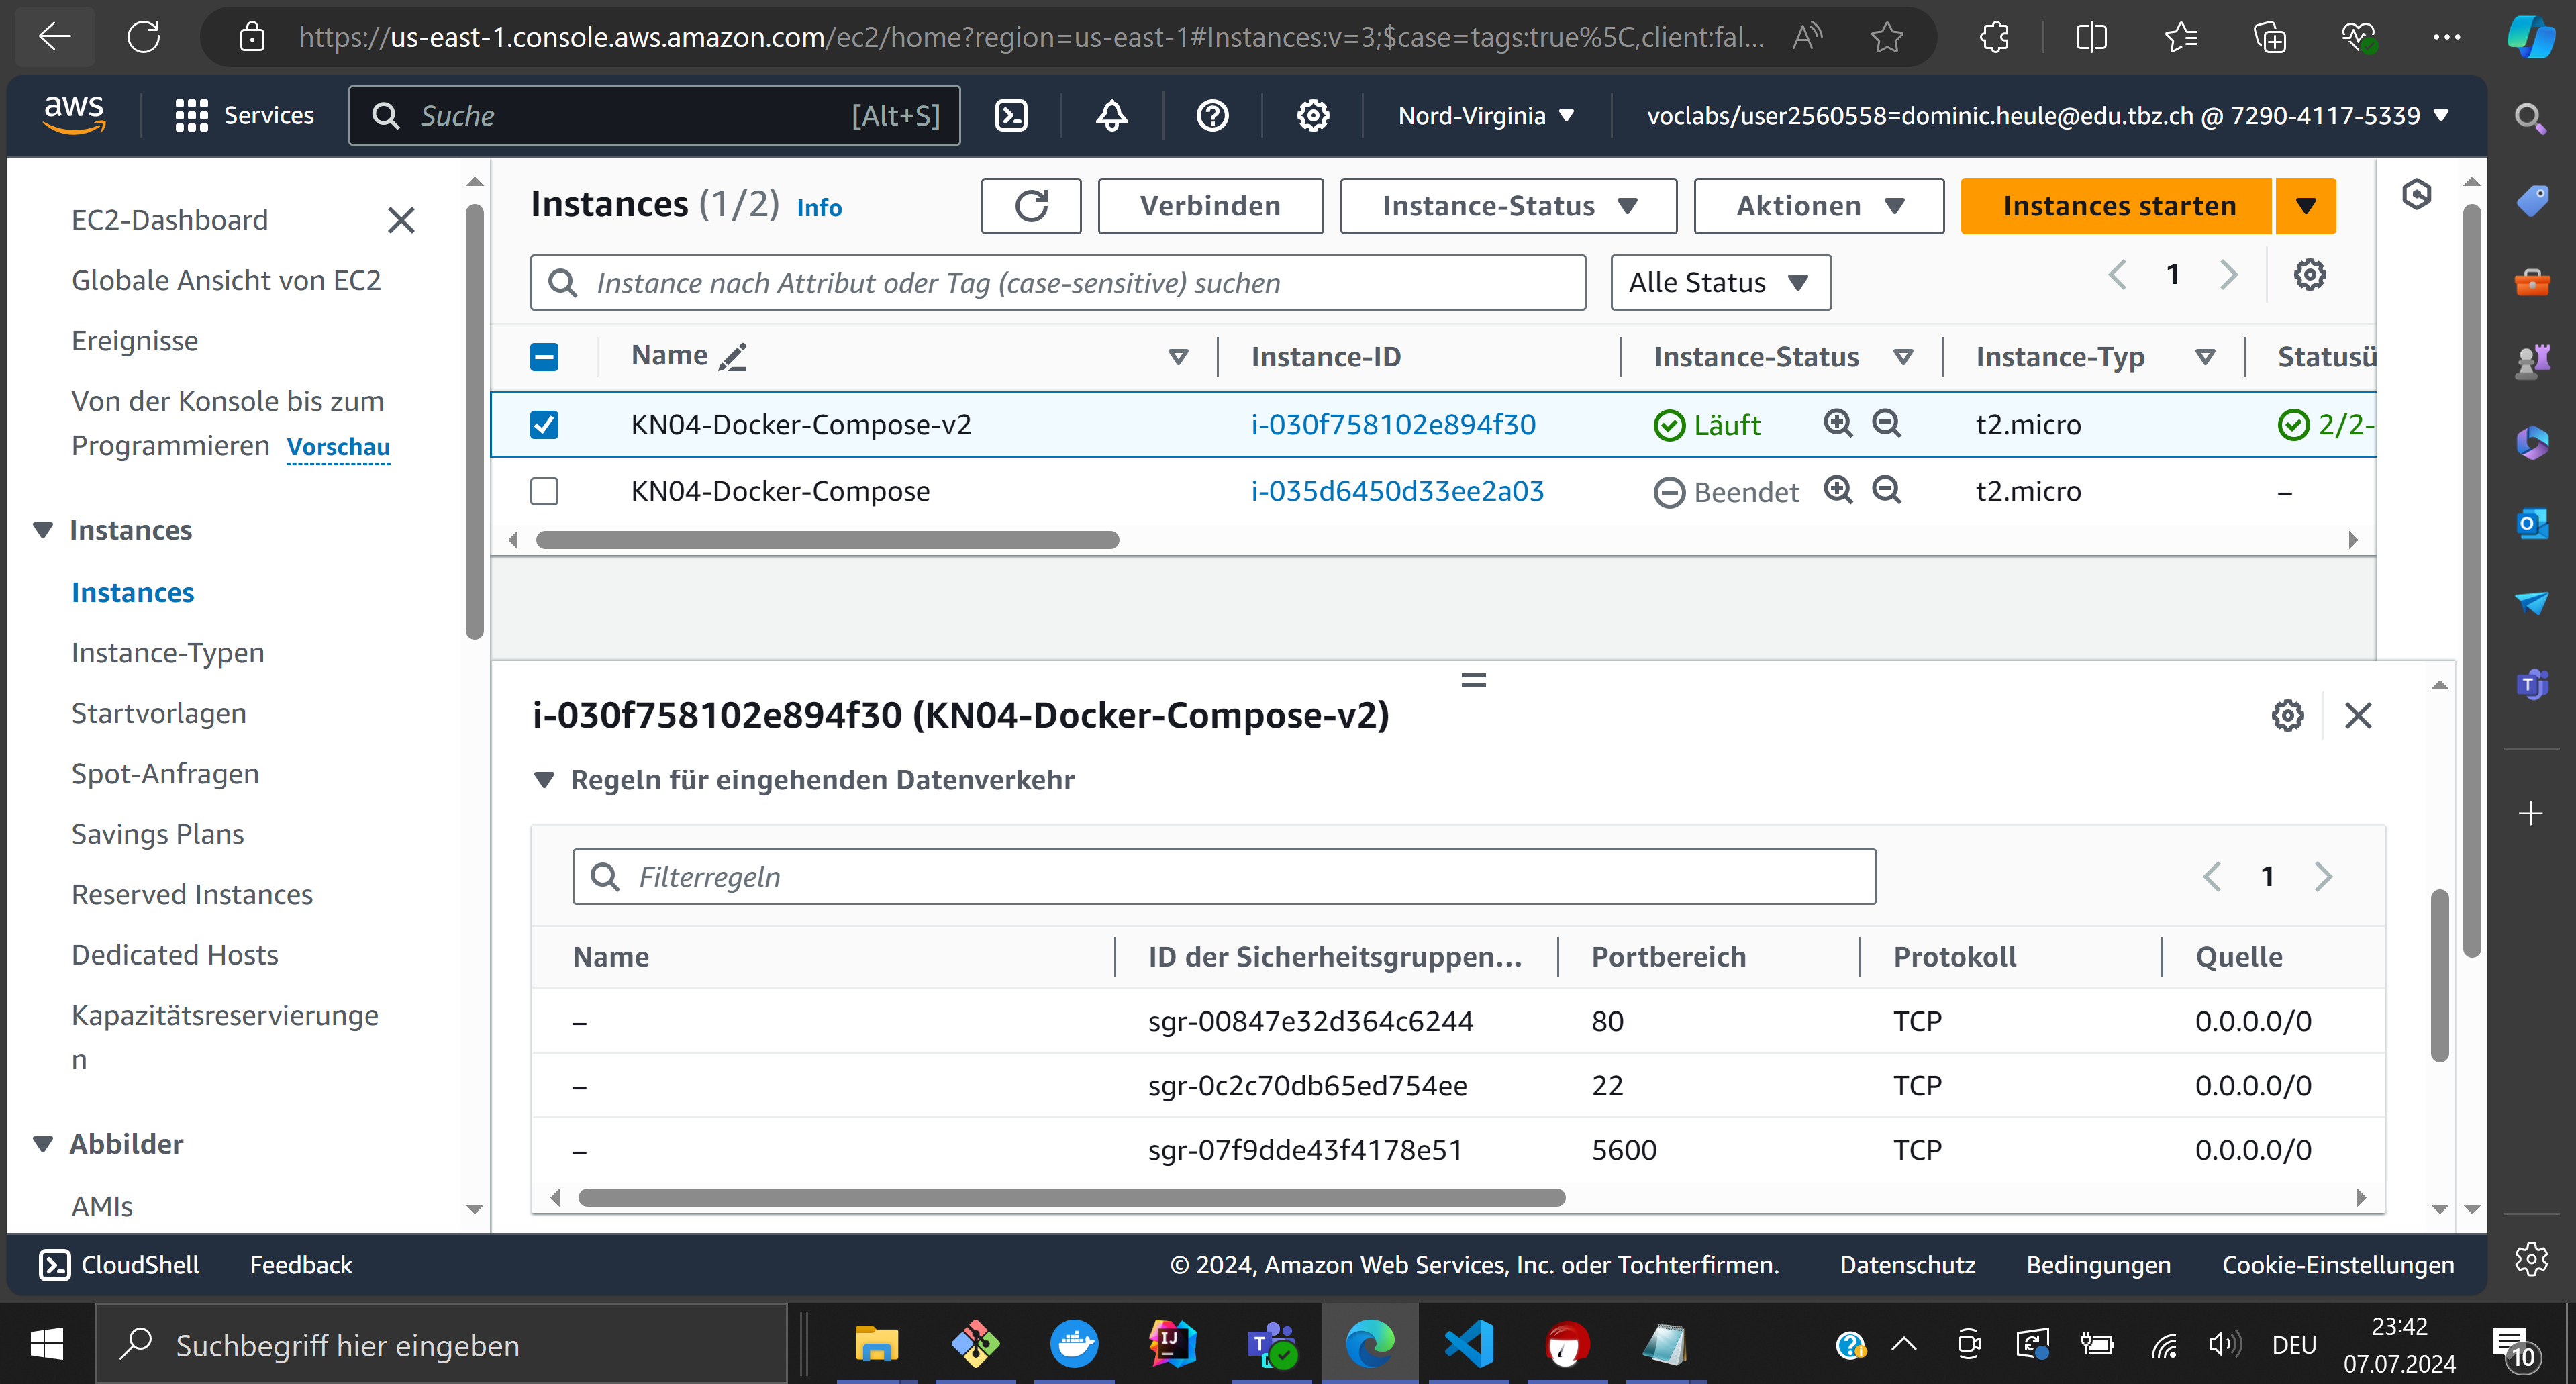 https://us-east-1.console.aws.amazon.com/ec2/home?region=us-east-1#Instances:v=3;$case=tags:true%5C,client:fal...
aws
Services
Suche
[Alt+S]
Nord-Virginia
voclabs/user2560558=dominic.heule@edu.tbz.ch @ 7290-4117-5339
EC2-Dashboard
Globale Ansicht von EC2
Ereignisse
Von der Konsole bis zum
Programmieren Vorschau
Instances
Instances
Instance-Typen
Startvorlagen
Spot-Anfragen
Savings Plans
Reserved Instances
Dedicated Hosts
Kapazitätsreservierunge
n
Abbilder
AMIs
Instances (1/2) Info
Verbinden
Instance-Status
Aktionen
Instances starten
Instance nach Attribut oder Tag (case-sensitive) suchen
Alle Status
1
Name Instance-ID Instance-Status Instance-Typ Statusü
KN04-Docker-Compose-v2 i-030f758102e894f30 Läuft t2.micro 2/2-
KN04-Docker-Compose i-035d6450d33ee2a03 Beendet t2.micro –
i-030f758102e894f30 (KN04-Docker-Compose-v2)
Regeln für eingehenden Datenverkehr
Filterregeln
1
Name ID der Sicherheitsgruppen... Portbereich Protokoll Quelle
– sgr-00847e32d364c6244 80 TCP 0.0.0.0/0
– sgr-0c2c70db65ed754ee 22 TCP 0.0.0.0/0
– sgr-07f9dde43f4178e51 5600 TCP 0.0.0.0/0
CloudShell
Feedback
© 2024, Amazon Web Services, Inc. oder Tochterfirmen.
Datenschutz
Bedingungen
Cookie-Einstellungen
Suchbegriff hier eingeben
DEU
23:42
07.07.2024
10